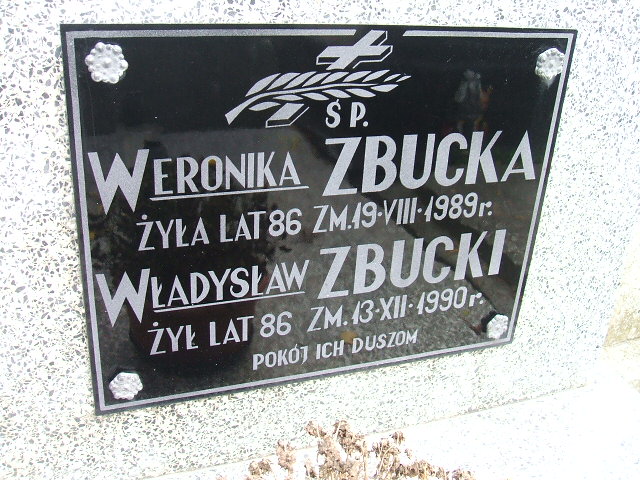 Ś P.
WERONIKA ZBUCKA
ŻYŁA LAT 86 ZM. 19·VIII·1989 r.
WŁADYSŁAW ZBUCKI
ŻYŁ LAT 86 ZM. 13·XII·1990 r.
POKÓJ ICH DUSZOM